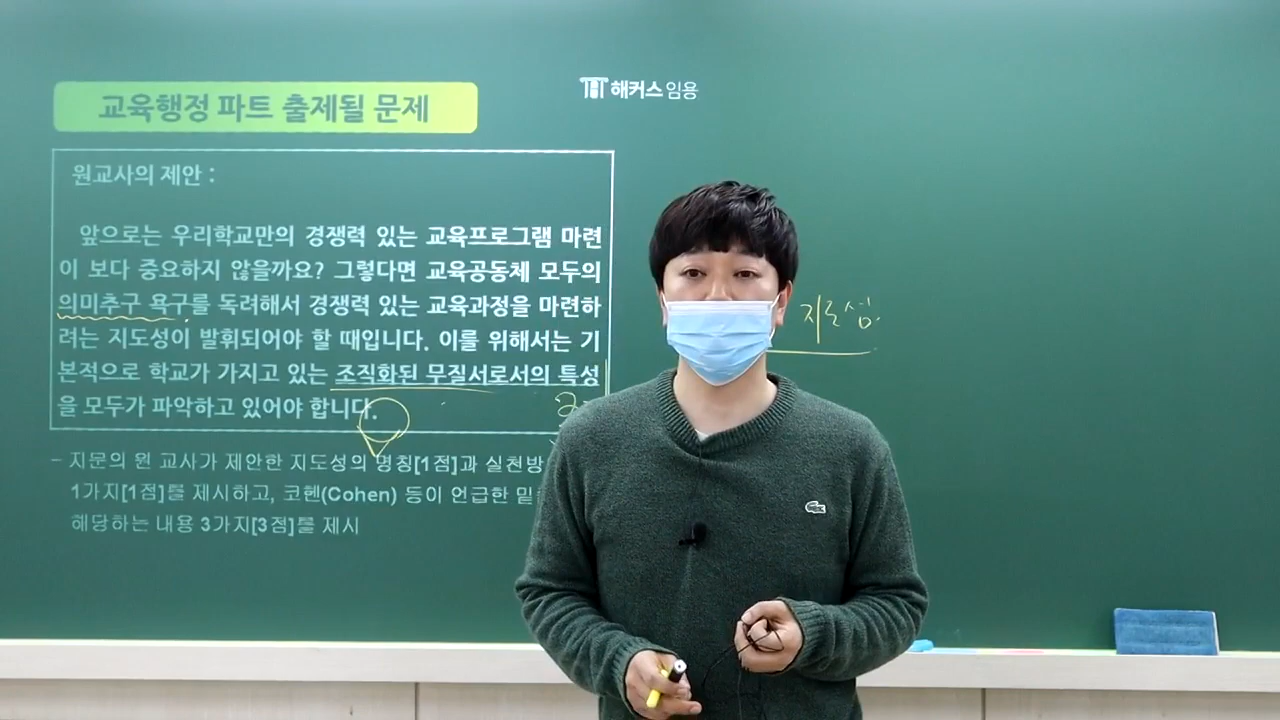 해커스 임용
교육행정 파트 출제될 문제
원교사의 제안 :
앞으로는 우리학교만의 경쟁력 있는 교육프로그램 마련
이 보다 중요하지 않을까요? 그렇다면 교육공동체 모두의
의미추구 욕구를 독려해서 경쟁력 있는 교육과정을 마련하
려는 지도성이 발휘되어야 할 때입니다. 이를 위해서는 기
본적으로 학교가 가지고 있는 조직화된 무질서로서의 특성
을 모두가 파악하고 있어야 합니다.
지도성.
– 지문의 원 교사가 제안한 지도성의 명칭[1점]과 실천방
1가지[1점]를 제시하고, 코헨(Cohen) 등이 언급한 밑
해당하는 내용 3가지[3점]를 제시